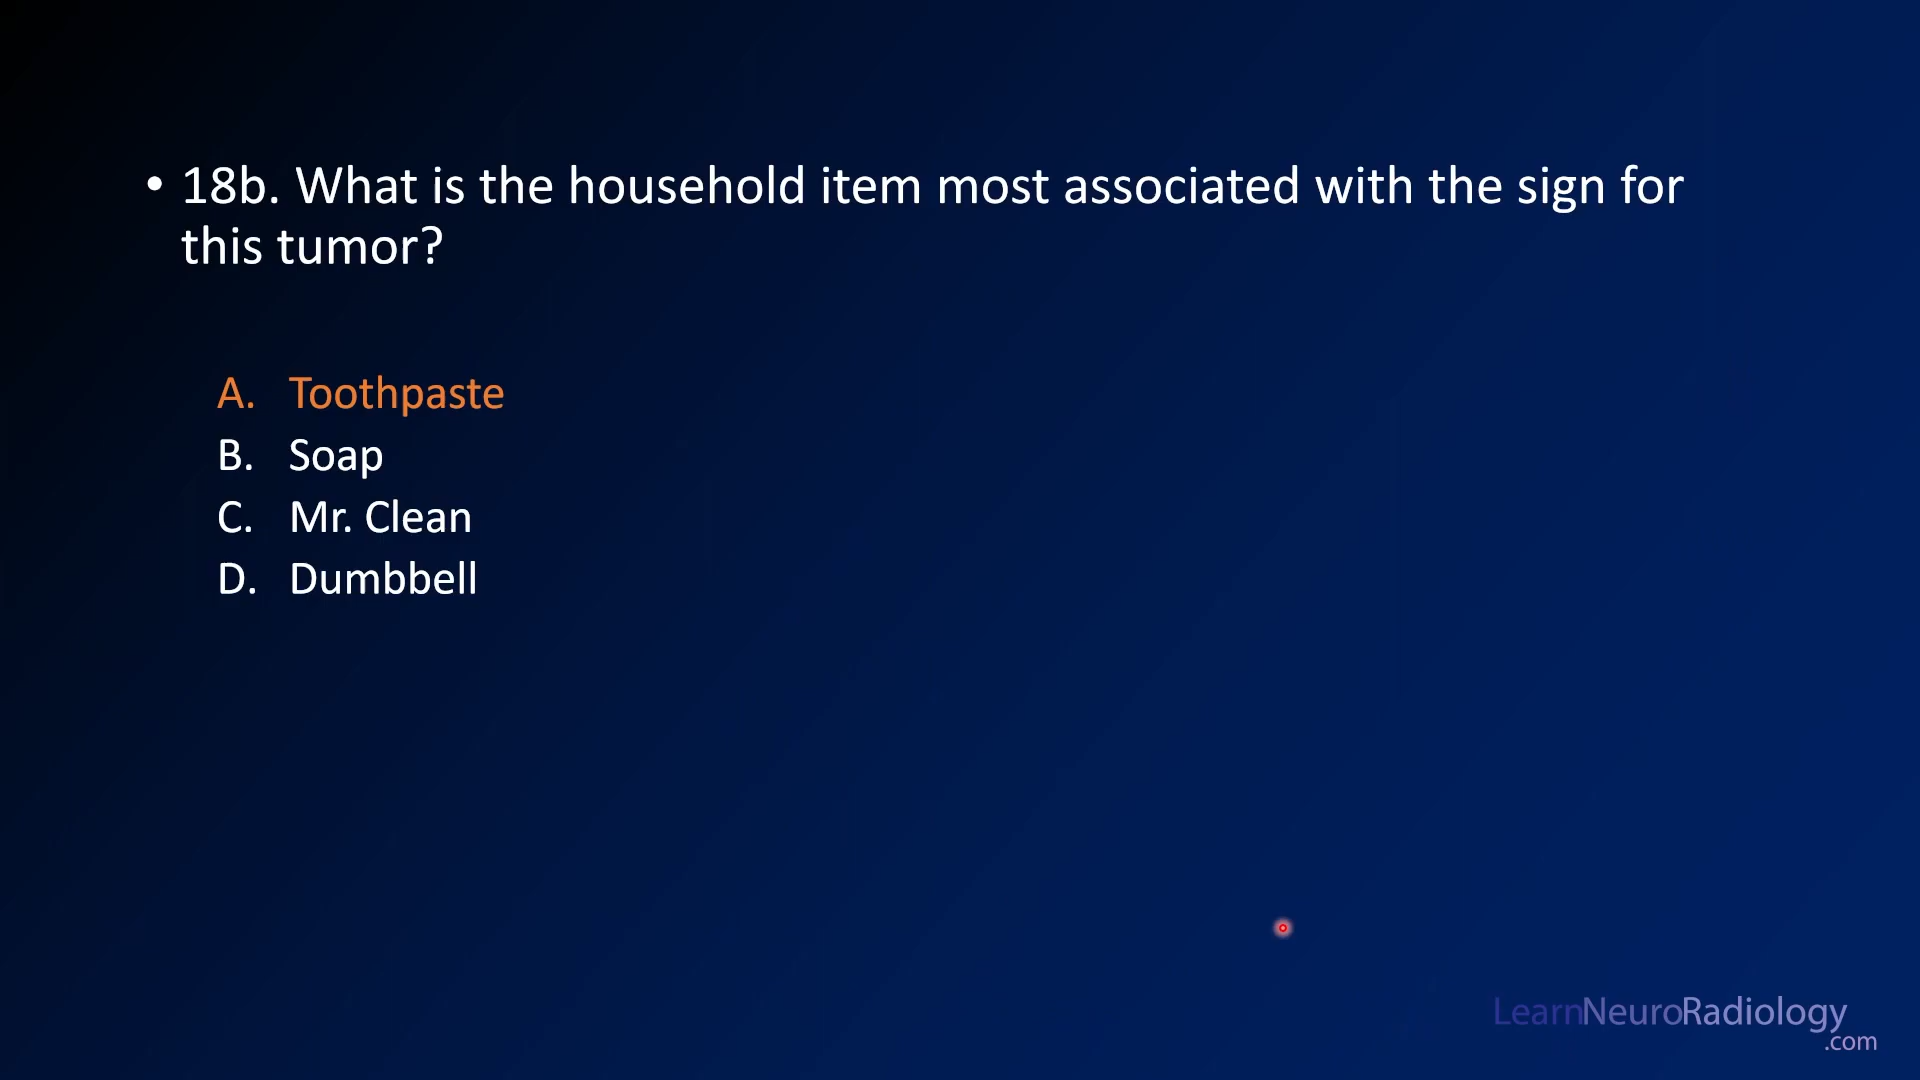 • 18b. What is the household item most associated with the sign for
this tumor?
A. Toothpaste
B. Soap
C. Mr. Clean
D. Dumbbell
LearnNeuroRadiology
.com